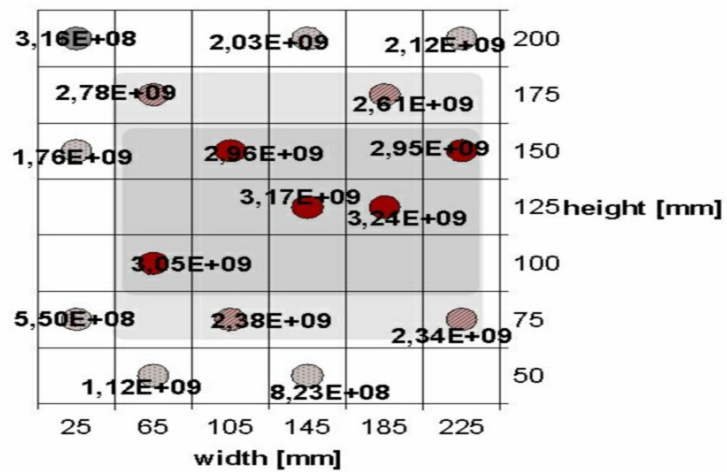 3,16E+08 2,03E+09 2,12E+09 200
2,78E+09 2,61E+09 175
1,76E+09 2,96E+09 2,95E+09 150
3,17E+09 3,24E+09 125 height [mm]
3,05E+09 100
5,50E+08 2,38E+09 2,34E+09 75
1,12E+09 8,23E+08 50
25 65 105 145 185 225
width [mm]